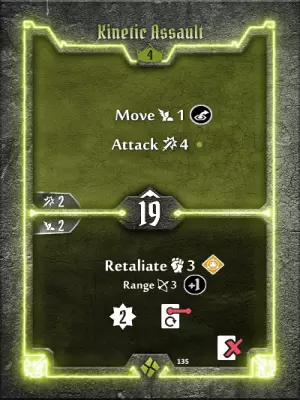 Kinetic Assault
4
Move 1
Attack 4
2
2
19
Retaliate 3
Range 3 +1
2
135